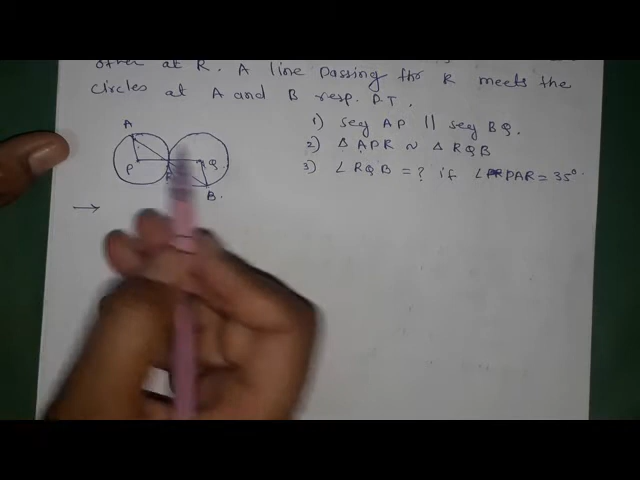 other at R. A line passing thr R meets the
circles at A and B resp. P.T.
1) seg AP || seg BQ.
2) △ APR ~ △ RQB
3) ∠ RQB = ? if ∠ PAR = 35°.
A
P
Q
B.
→